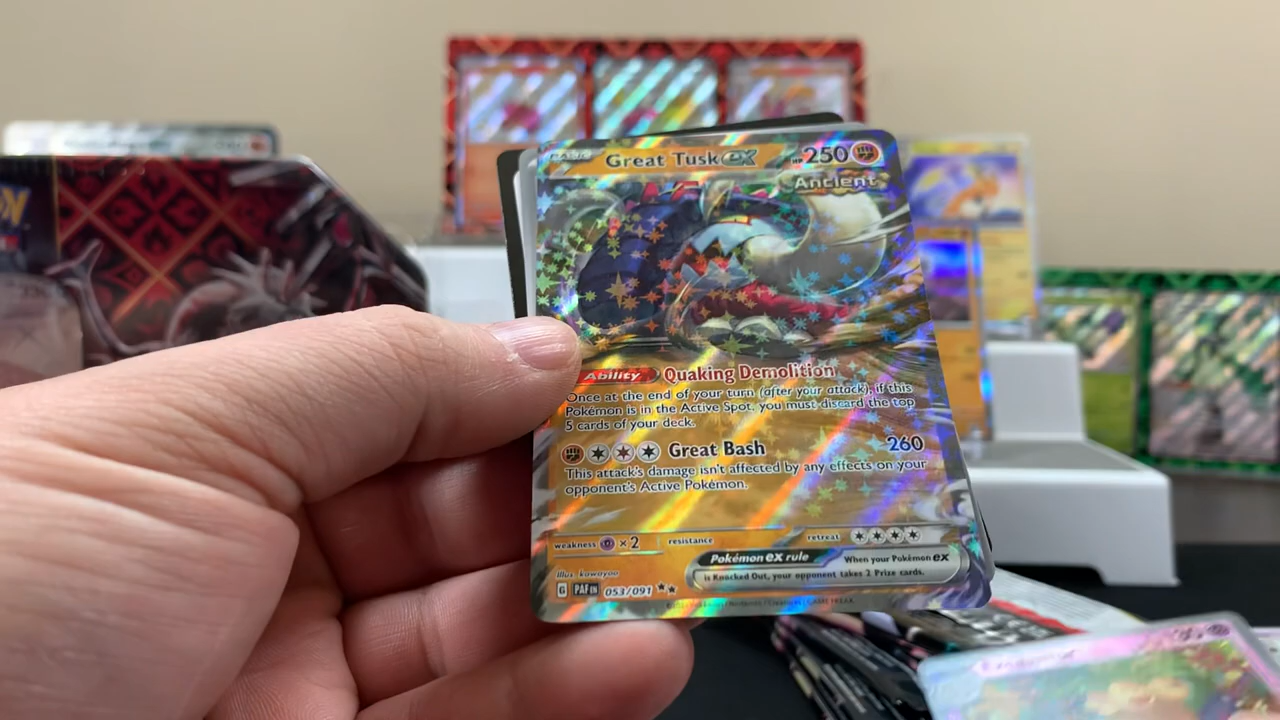 BASIC Great Tusk ex HP 250
Ancient
Ability Quaking Demolition
Once at the end of your turn (after your attack), if this
Pokémon is in the Active Spot, you must discard the top
5 cards of your deck.
Great Bash 260
This attack's damage isn't affected by any effects on your
opponent's Active Pokémon.
weakness ×2 resistance retreat
Pokémon ex rule When your Pokémon ex
is Knocked Out, your opponent takes 2 Prize cards.
Illus. kawayoo
G PAF EN 053/091